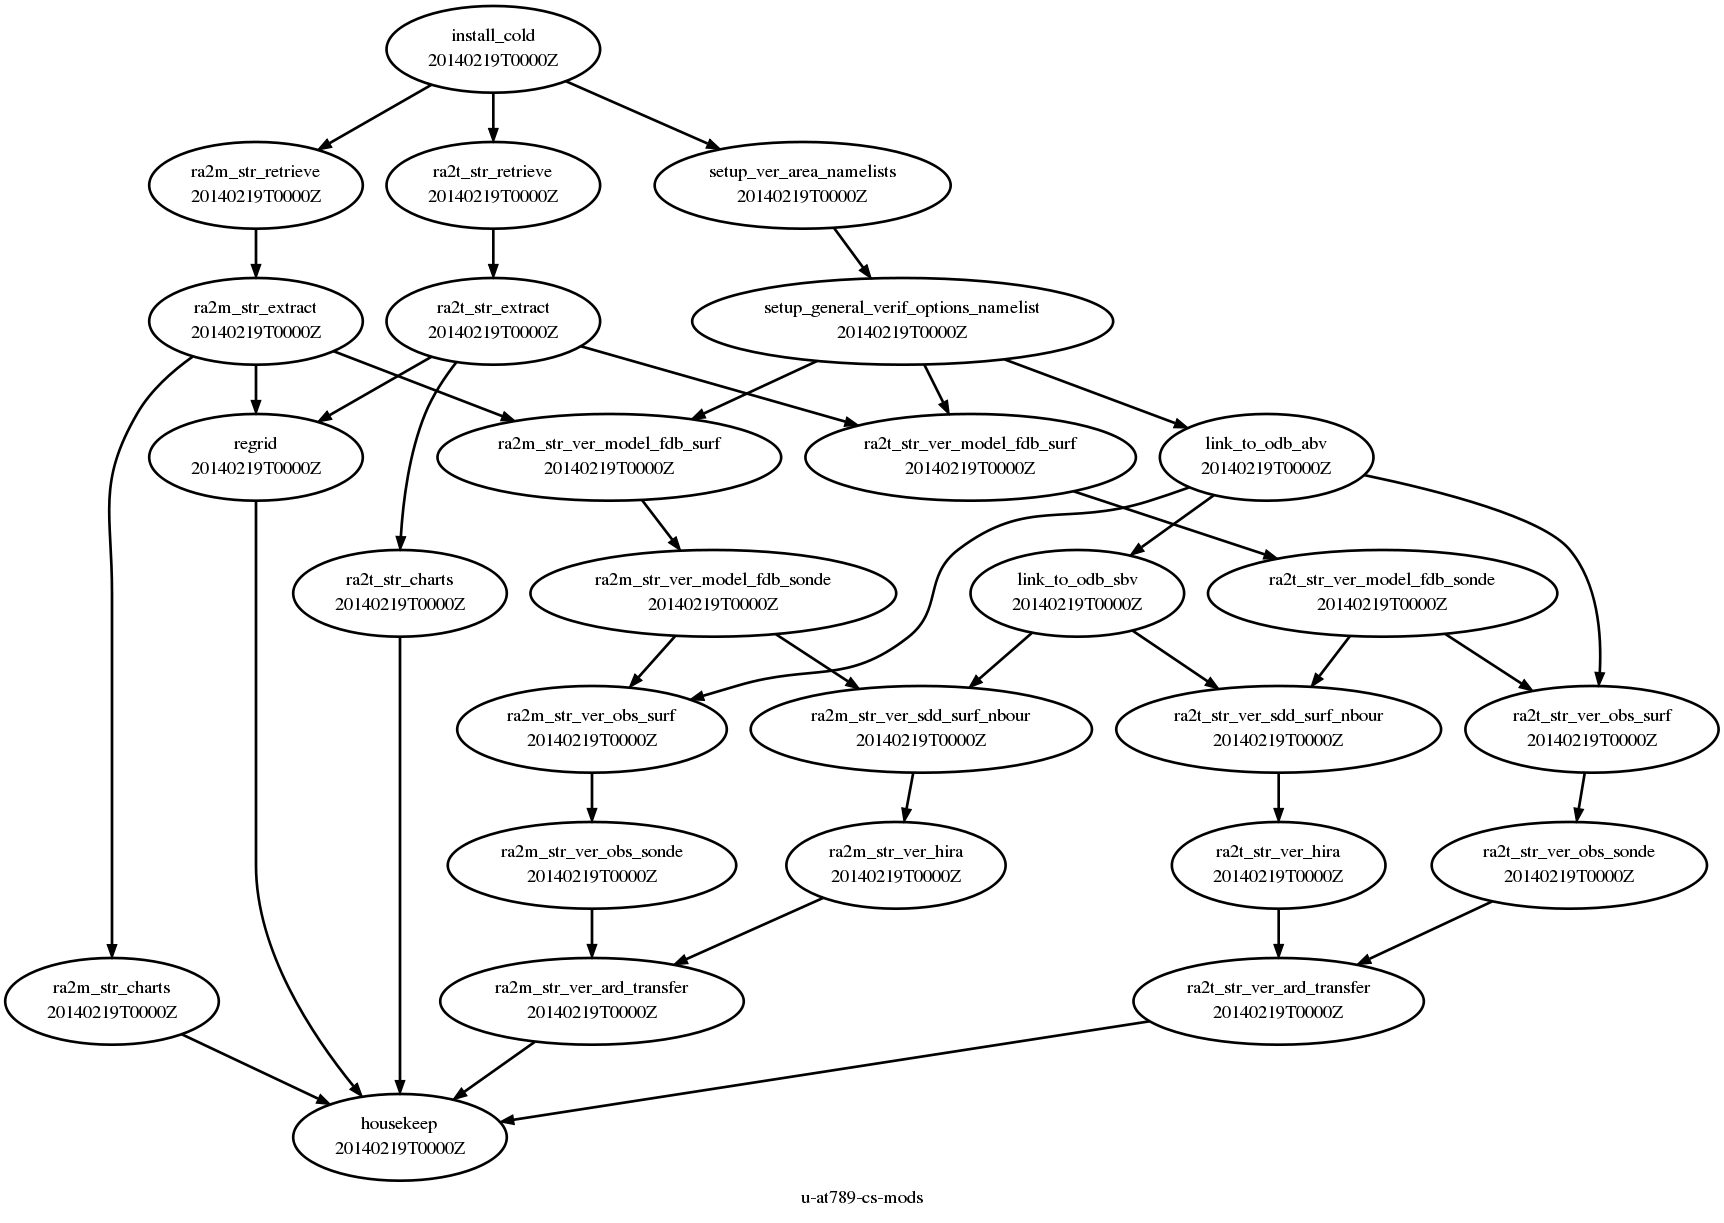 install_cold
20140219T0000Z
ra2m_str_retrieve
20140219T0000Z
ra2t_str_retrieve
20140219T0000Z
setup_ver_area_namelists
20140219T0000Z
ra2m_str_extract
20140219T0000Z
ra2t_str_extract
20140219T0000Z
setup_general_verif_options_namelist
20140219T0000Z
regrid
20140219T0000Z
ra2m_str_ver_model_fdb_surf
20140219T0000Z
ra2t_str_ver_model_fdb_surf
20140219T0000Z
link_to_odb_abv
20140219T0000Z
ra2t_str_charts
20140219T0000Z
ra2m_str_ver_model_fdb_sonde
20140219T0000Z
link_to_odb_sbv
20140219T0000Z
ra2t_str_ver_model_fdb_sonde
20140219T0000Z
ra2m_str_ver_obs_surf
20140219T0000Z
ra2m_str_ver_sdd_surf_nbour
20140219T0000Z
ra2t_str_ver_sdd_surf_nbour
20140219T0000Z
ra2t_str_ver_obs_surf
20140219T0000Z
ra2m_str_ver_obs_sonde
20140219T0000Z
ra2m_str_ver_hira
20140219T0000Z
ra2t_str_ver_hira
20140219T0000Z
ra2t_str_ver_obs_sonde
20140219T0000Z
ra2m_str_charts
20140219T0000Z
ra2m_str_ver_ard_transfer
20140219T0000Z
ra2t_str_ver_ard_transfer
20140219T0000Z
housekeep
20140219T0000Z
u-at789-cs-mods